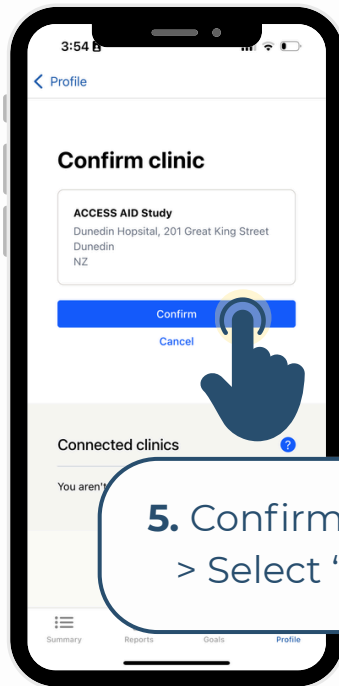 3:54
Profile
Confirm clinic
ACCESS AID Study
Dunedin Hopsital, 201 Great King Street
Dunedin
NZ
Confirm
Cancel
Connected clinics
?
You aren't
5. Confirm
> Select "
Summary
Reports
Goals
Profile